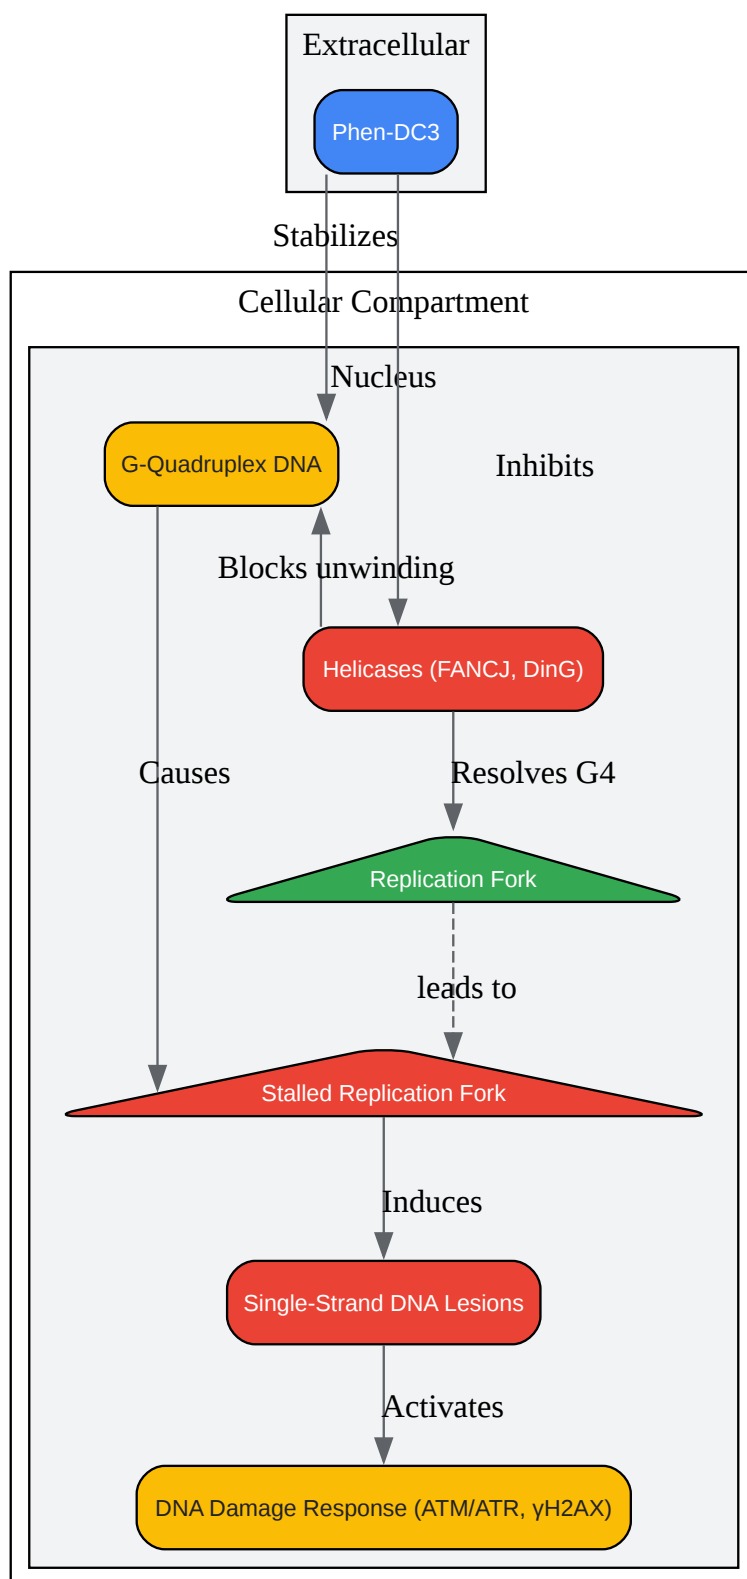 Extracellular
Phen-DC3
Stabilizes
Cellular Compartment
Nucleus
G-Quadruplex DNA
Inhibits
Blocks unwinding
Helicases (FANCJ, DinG)
Causes
Resolves G4
Replication Fork
leads to
Stalled Replication Fork
Induces
Single-Strand DNA Lesions
Activates
DNA Damage Response (ATM/ATR, γH2AX)